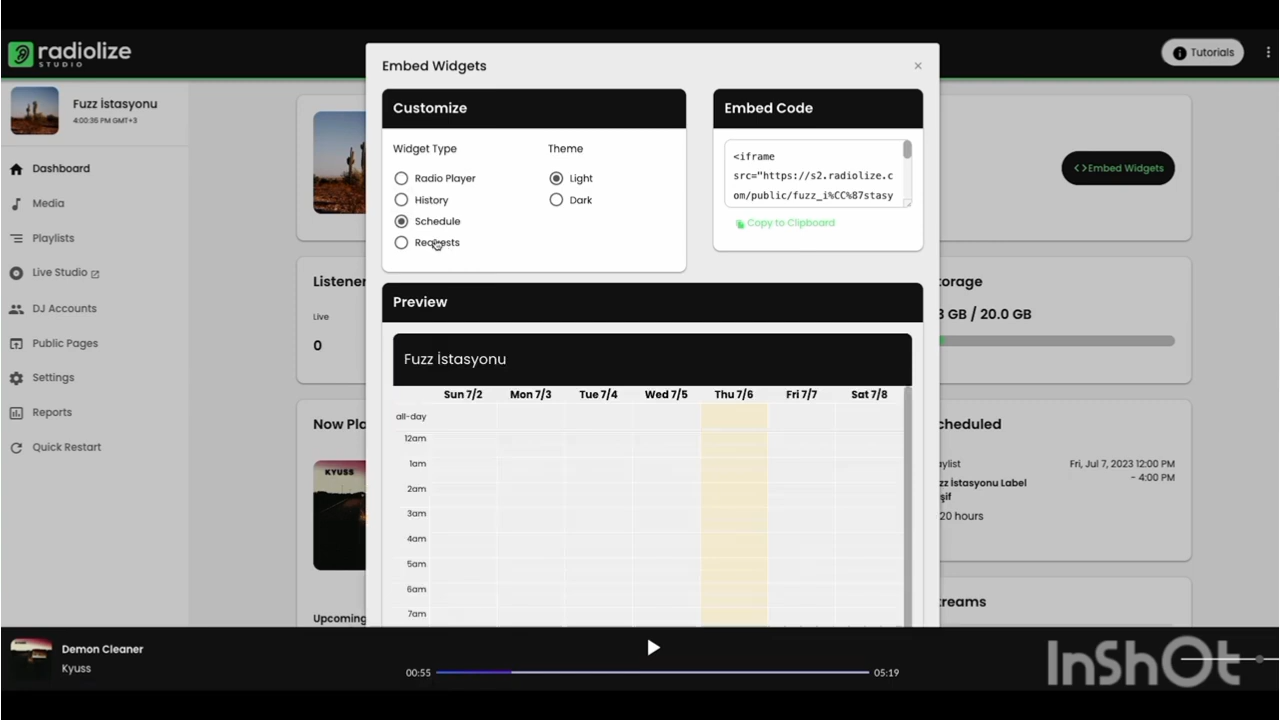 radiolize
STUDIO
Tutorials
Fuzz İstasyonu
4:00:35 PM GMT+3
Dashboard
Media
Playlists
Live Studio
DJ Accounts
Public Pages
Settings
Reports
Quick Restart
Embed Widgets
×
Customize
Widget Type
Radio Player
History
Schedule
Requests
Theme
Light
Dark
Embed Code
<iframe
src="https://s2.radiolize.c
om/public/fuzz_i%CC%87stasy
Copy to Clipboard
<>Embed Widgets
Preview
Fuzz İstasyonu
Sun 7/2 Mon 7/3 Tue 7/4 Wed 7/5 Thu 7/6 Fri 7/7 Sat 7/8
all-day
12am
1am
2am
3am
4am
5am
6am
7am
Listener
Live
0
orage
GB / 20.0 GB
Now Pla
KYUSS
Upcoming
cheduled
aylist
Fri, Jul 7, 2023 12:00 PM
- 4:00 PM
zz İstasyonu Label
şif
20 hours
reams
Demon Cleaner
Kyuss
00:55
05:19
InShOt